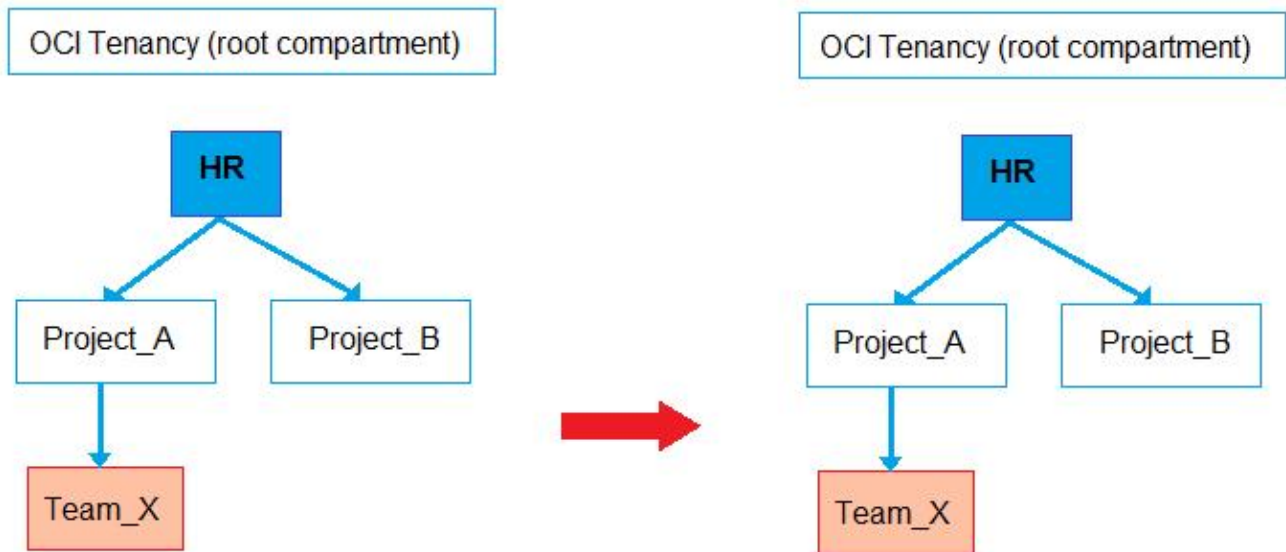 OCI Tenancy (root compartment)
HR
Project_A
Project_B
Team_X
OCI Tenancy (root compartment)
HR
Project_A
Project_B
Team_X